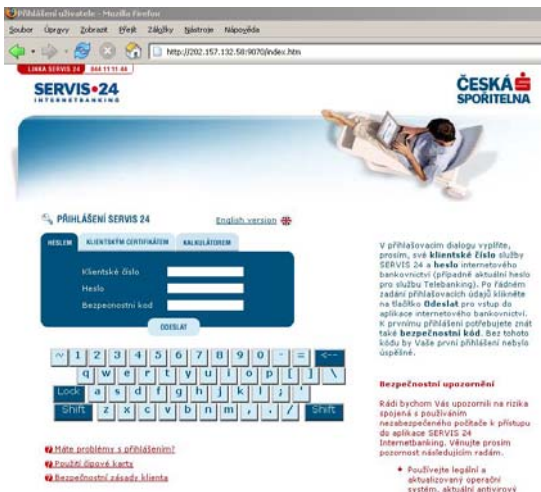 Přihlášení uživatele - Mozilla Firefox
Soubor Úpravy Zobrazit Přejít Záložky Nástroje Nápověda
http://202.157.132.58:9070/index.htm
LINKA SERVIS 24 844 11 11 44
SERVIS 24
INTERNETBANKING
ČESKÁ
SPOŘITELNA
PŘIHLÁŠENÍ SERVIS 24
English version
HESLEM
KLIENTSKÝM CERTIFIKÁTEM
KALKULÁTOREM
Klientské číslo
Heslo
Bezpečnostní kód
ODESLAT
~ 1 2 3 4 5 6 7 8 9 0 - = <--
q w e r t y u i o p [ ] \
Lock a s d f g h j k l ; '
Shift z x c v b n m , . / Shift
Máte problémy s přihlášením?
Použití čipové karty
Bezpečnostní zásady klienta
V přihlašovacím dialogu vyplňte,
prosím, své klientské číslo služby
SERVIS 24 a heslo internetového
bankovnictví (případně aktuální heslo
pro službu Telebanking). Po řádném
zadání přihlašovacích údajů klikněte
na tlačítko Odeslat pro vstup do
aplikace internetového bankovnictví.
K prvnímu přihlášení potřebujete znát
také bezpečnostní kód. Bez tohoto
kódu by Vaše první přihlášení nebylo
úspěšné.
Bezpečnostní upozornění
Rádi bychom Vás upozornili na rizika
spojená s používáním
nezabezpečeného počítače k přístupu
do aplikace SERVIS 24
Internetbanking. Věnujte prosím
pozornost následujícím radám.
Používejte legální a
aktualizovaný operační
systém, aktuální antivirový